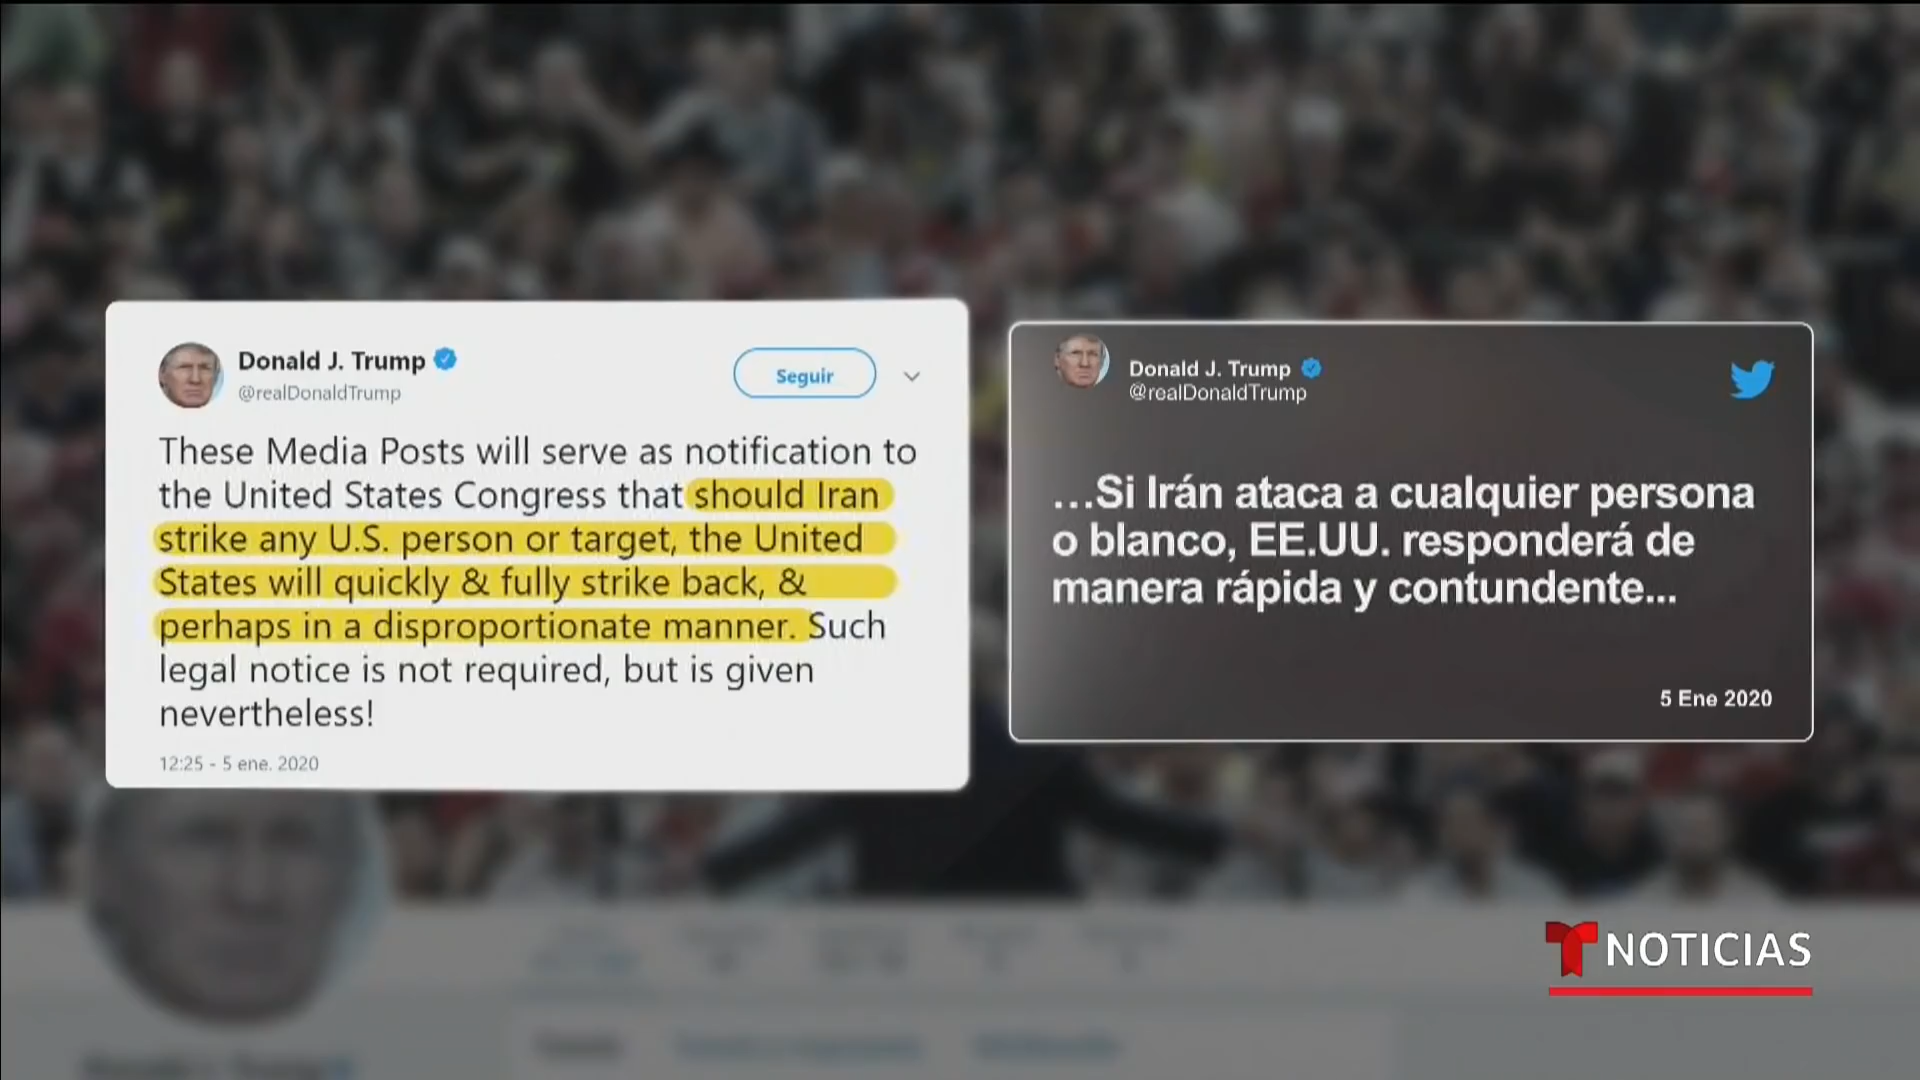 Donald J. Trump
@realDonaldTrump
Seguir
These Media Posts will serve as notification to
the United States Congress that should Iran
strike any U.S. person or target, the United
States will quickly & fully strike back, &
perhaps in a disproportionate manner. Such
legal notice is not required, but is given
nevertheless!
12:25 - 5 ene. 2020
Donald J. Trump
@realDonaldTrump
...Si Irán ataca a cualquier persona
o blanco, EE.UU. responderá de
manera rápida y contundente...
5 Ene 2020
NOTICIAS